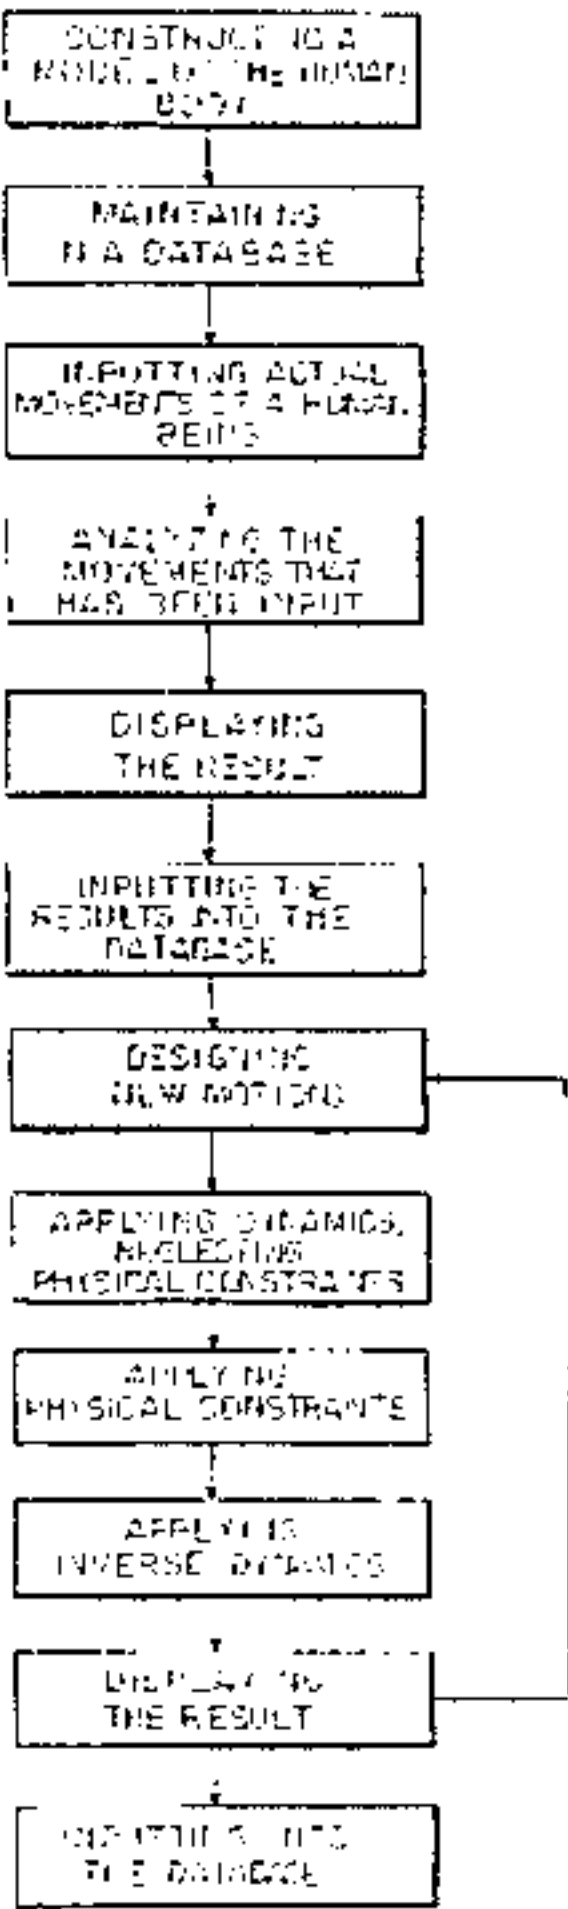 CONSTRUCTING A
MODEL OF THE HUMAN
BODY
MAINTAINING
IN A DATABASE
INPUTTING ACTUAL
MOVEMENTS OF A HUMAN
BEING
ANALYZING THE
MOVEMENTS THAT
HAS BEEN INPUT
DISPLAYING
THE RESULT
INPUTTING THE
RESULTS INTO THE
DATABASE
DESIGNING
NEW MOTIONS
APPLYING DYNAMICS,
NEGLECTING
PHYSICAL CONSTRAINTS
APPLYING
PHYSICAL CONSTRANTS
APPLYING
INVERSE DYNAMICS
DISPLAYING
THE RESULT
INPUTTING INTO
THE DATABASE